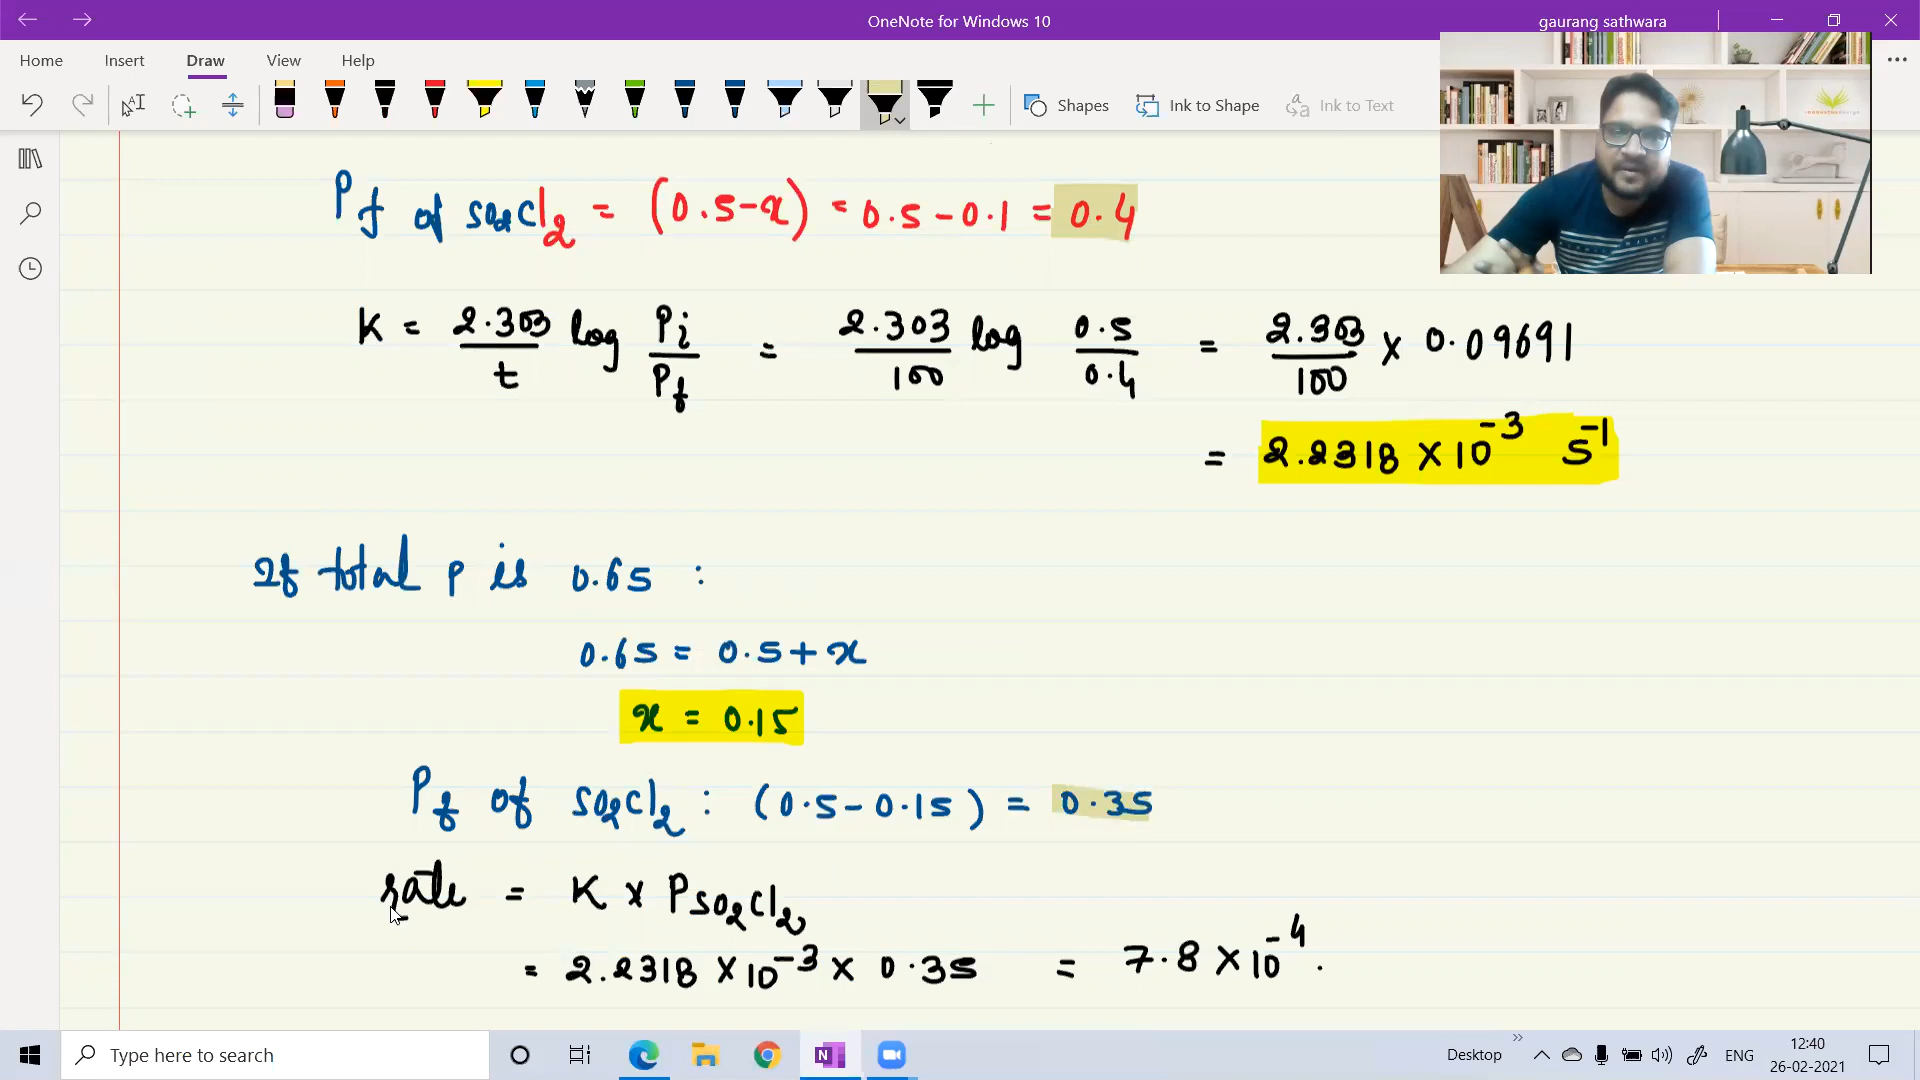 OneNote for Windows 10
gaurang sathwara
Home Insert Draw View Help
Shapes Ink to Shape Ink to Text
Pf of SO2Cl2 = (0.5-x) = 0.5-0.1 = 0.4
K = 2.303/t log Pi/Pf = 2.303/100 log 0.5/0.4 = 2.303/100 × 0.09691
= 2.2318 × 10^-3 S^-1
If total P is 0.65 :
0.65 = 0.5 + x
x = 0.15
Pf of SO2Cl2 : (0.5-0.15) = 0.35
rate = K × P SO2Cl2
= 2.2318 × 10^-3 × 0.35 = 7.8 × 10^-4.
Type here to search
Desktop
ENG
12:40
26-02-2021